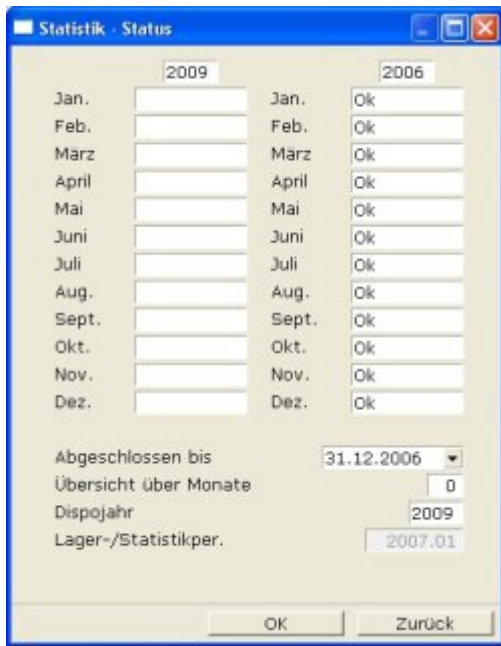 Statistik - Status
2009 2006
Jan. Jan. Ok
Feb. Feb. Ok
März März Ok
April April Ok
Mai Mai Ok
Juni Juni Ok
Juli Juli Ok
Aug. Aug. Ok
Sept. Sept. Ok
Okt. Okt. Ok
Nov. Nov. Ok
Dez. Dez. Ok
Abgeschlossen bis 31.12.2006
Übersicht über Monate 0
Dispojahr 2009
Lager-/Statistikper. 2007.01
OK Zurück